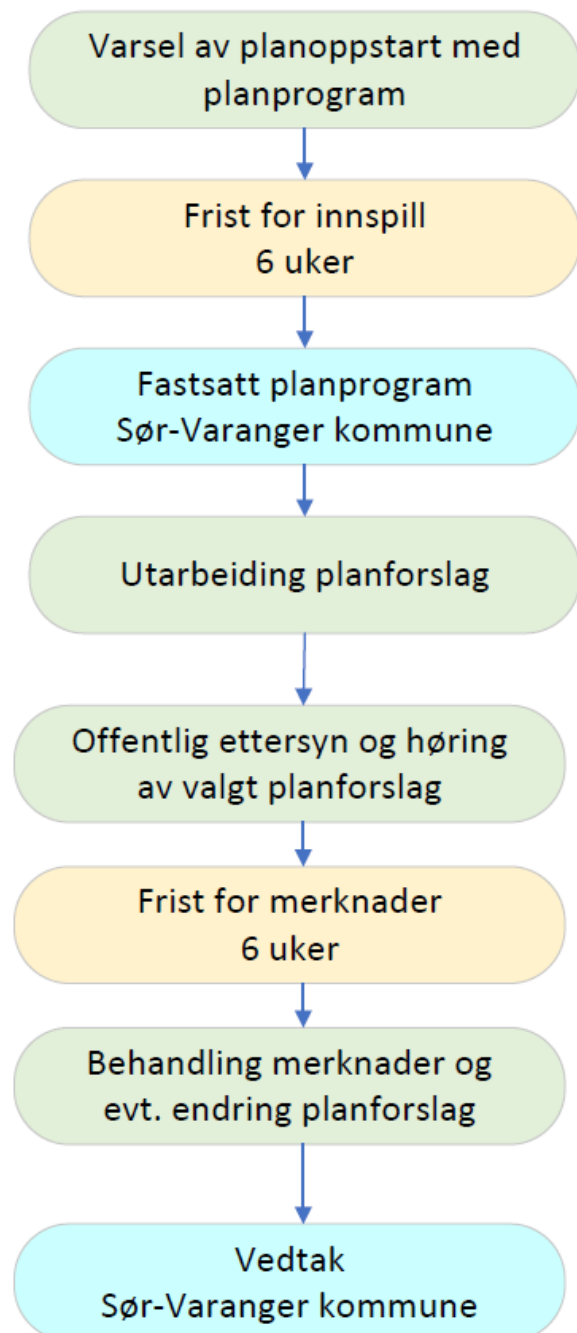 Varsel av planoppstart med
planprogram
Frist for innspill
6 uker
Fastsatt planprogram
Sør-Varanger kommune
Utarbeiding planforslag
Offentlig ettersyn og høring
av valgt planforslag
Frist for merknader
6 uker
Behandling merknader og
evt. endring planforslag
Vedtak
Sør-Varanger kommune